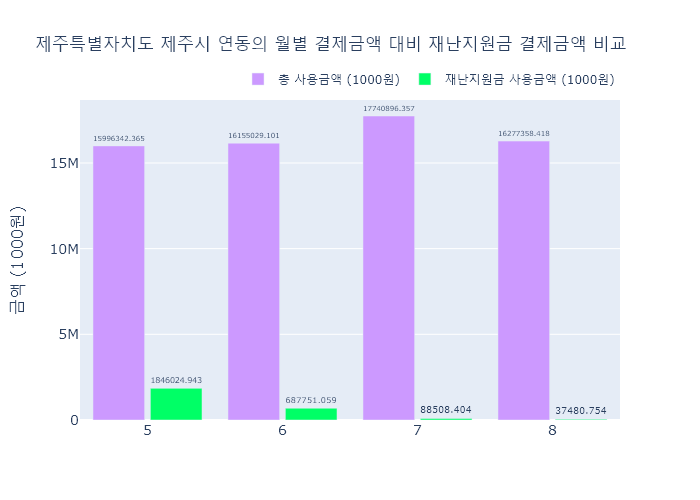 제주특별자치도 제주시 연동의 월별 결제금액 대비 재난지원금 결제금액 비교
총 사용금액 (1000원) 재난지원금 사용금액 (1000원)
금액 (1000원)
15M
10M
5M
0
15996342.365
1846024.943
16155029.101
687751.059
17740896.357
88508.404
16277358.418
37480.754
5 6 7 8